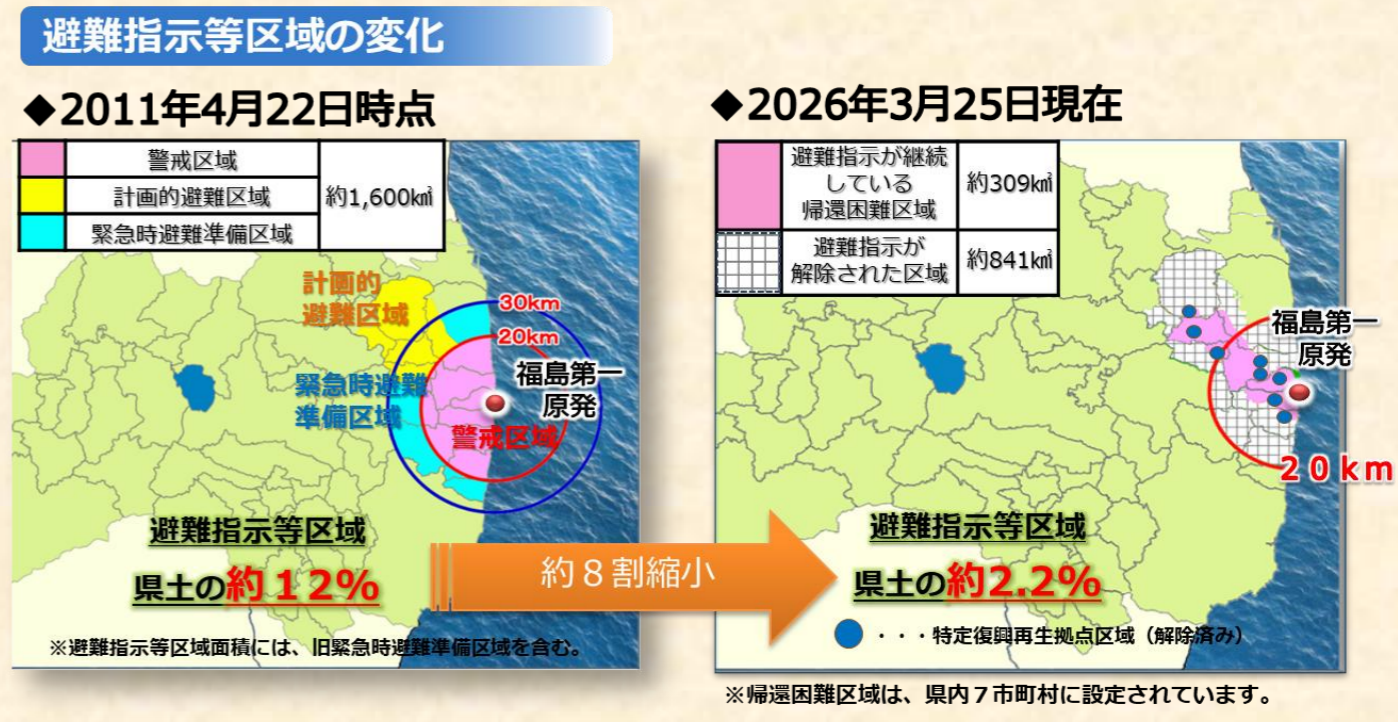 避難指示等区域の変化
◆2011年4月22日時点
警戒区域
計画的避難区域
緊急時避難準備区域
約1,600㎢
計画的
避難区域
30km
20km
緊急時避難
準備区域
福島第一
原発
警戒区域
避難指示等区域
県土の約12%
※避難指示等区域面積には、旧緊急時避難準備区域を含む。
約8割縮小
◆2026年3月25日現在
避難指示が継続
している
帰還困難区域
約309㎢
避難指示が
解除された区域
約841㎢
福島第一
原発
20km
避難指示等区域
県土の約2.2%
・・・特定復興再生拠点区域（解除済み）
※帰還困難区域は、県内7市町村に設定されています。